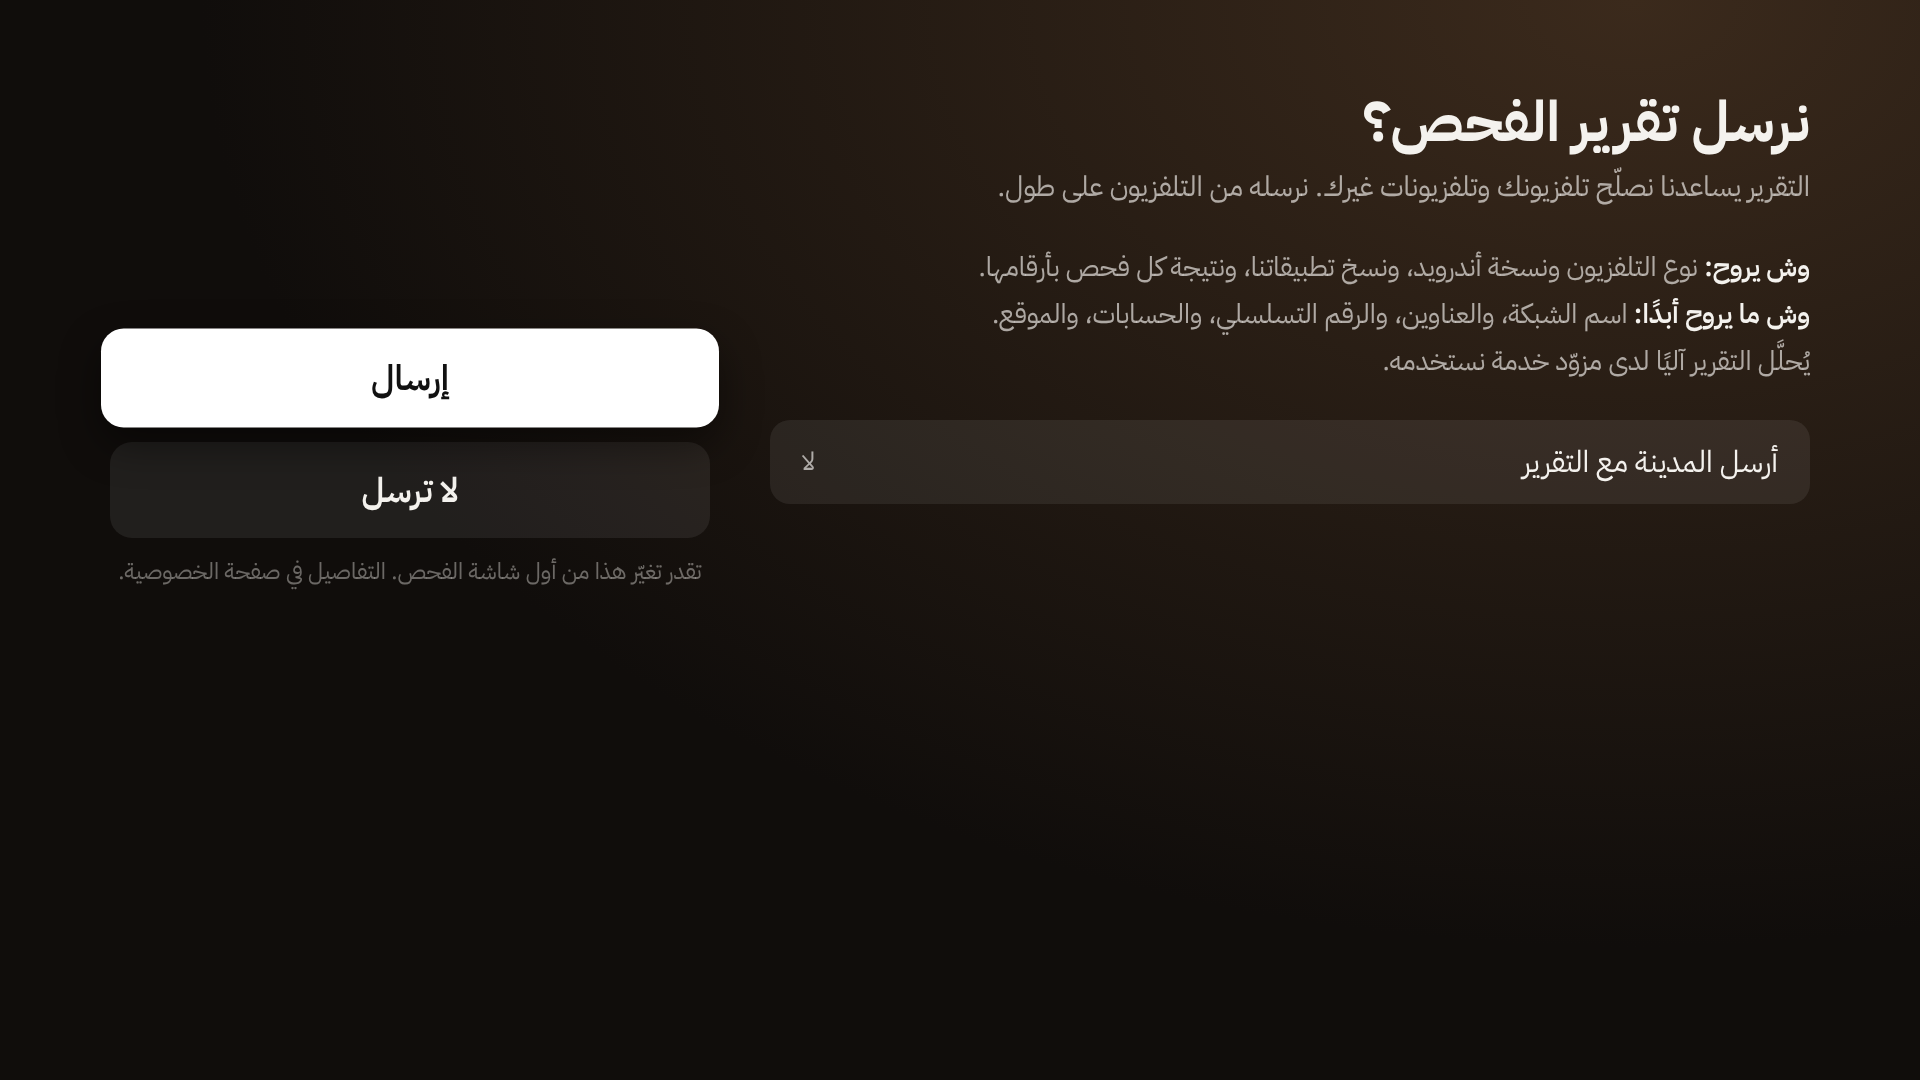 نرسل تقرير الفحص؟
التقرير يساعدنا نصلّح تلفزيونك وتلفزيونات غيرك. نرسله من التلفزيون على طول.
وش يروح: نوع التلفزيون ونسخة أندرويد، ونسخ تطبيقاتنا، ونتيجة كل فحص بأرقامها.
وش ما يروح أبدًا: اسم الشبكة، والعناوين، والرقم التسلسلي، والحسابات، والموقع.
يُحلَّل التقرير آليًا لدى مزوّد خدمة نستخدمه.
أرسل المدينة مع التقرير
لا
إرسال
لا ترسل
تقدر تغيّر هذا من أول شاشة الفحص. التفاصيل في صفحة الخصوصية.